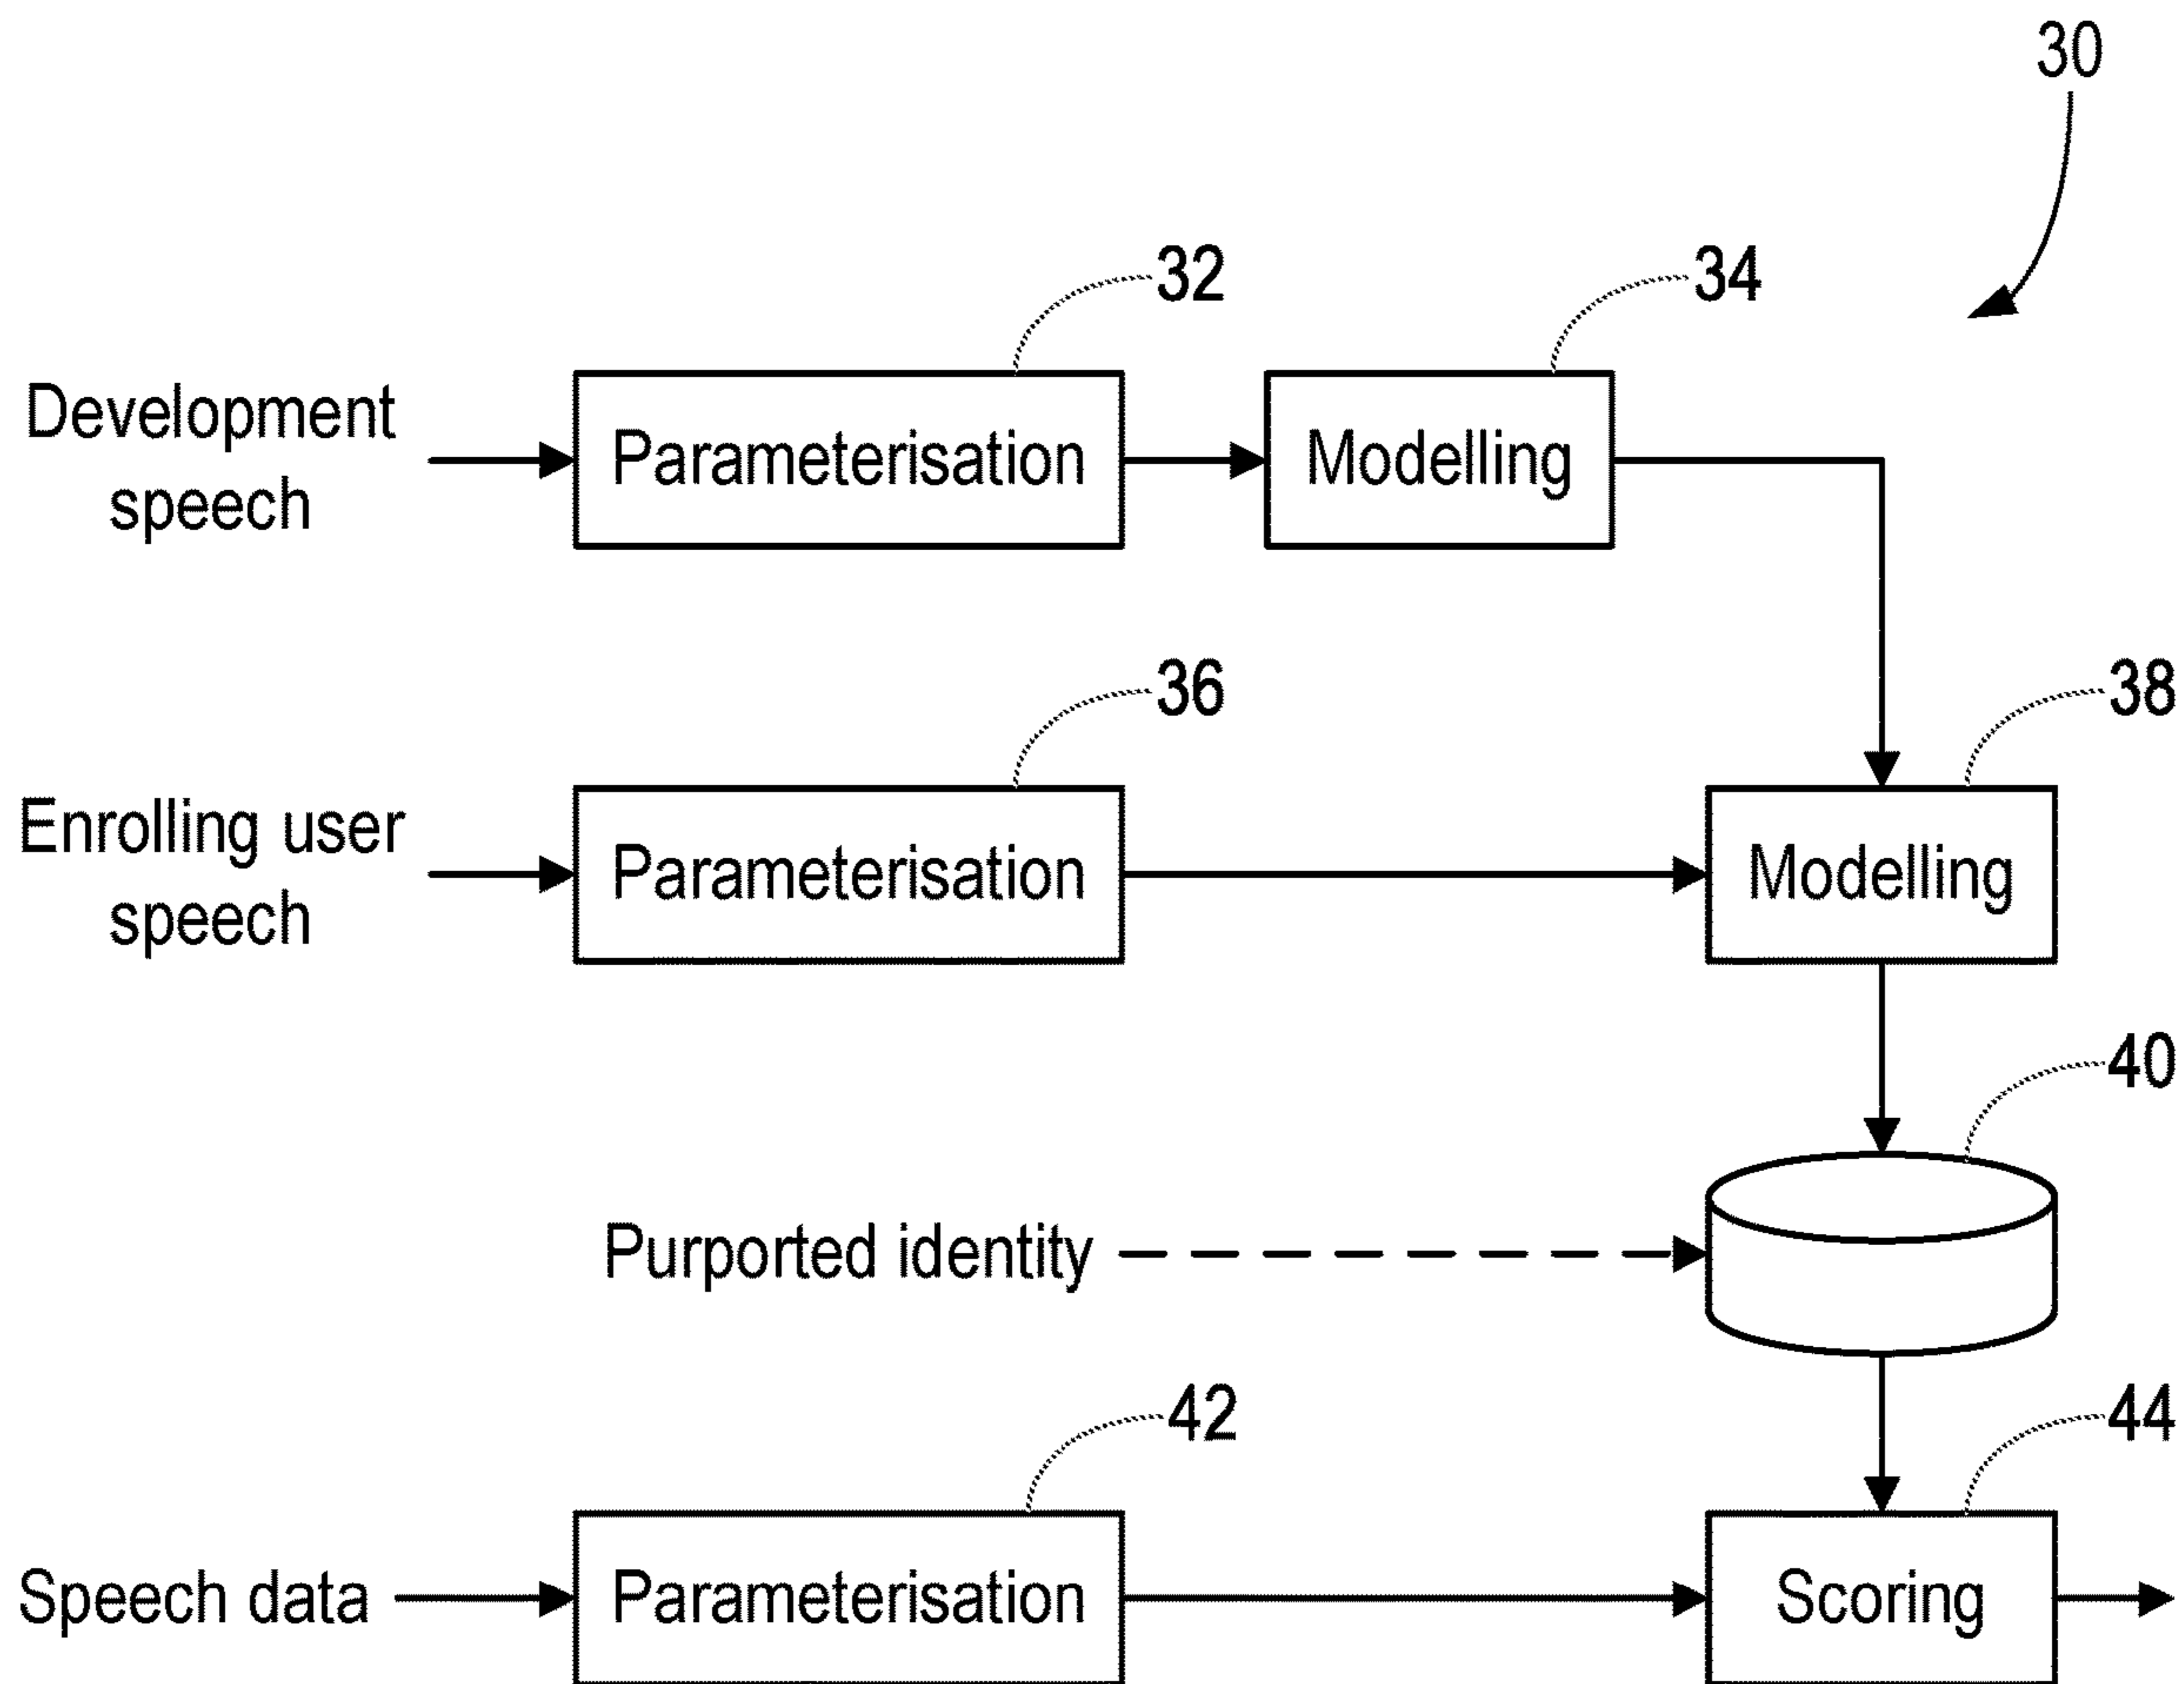 30
32
34
Development
speech
Parameterisation
Modelling
36
38
Enrolling user
speech
Parameterisation
Modelling
40
Purported identity
42
44
Speech data
Parameterisation
Scoring